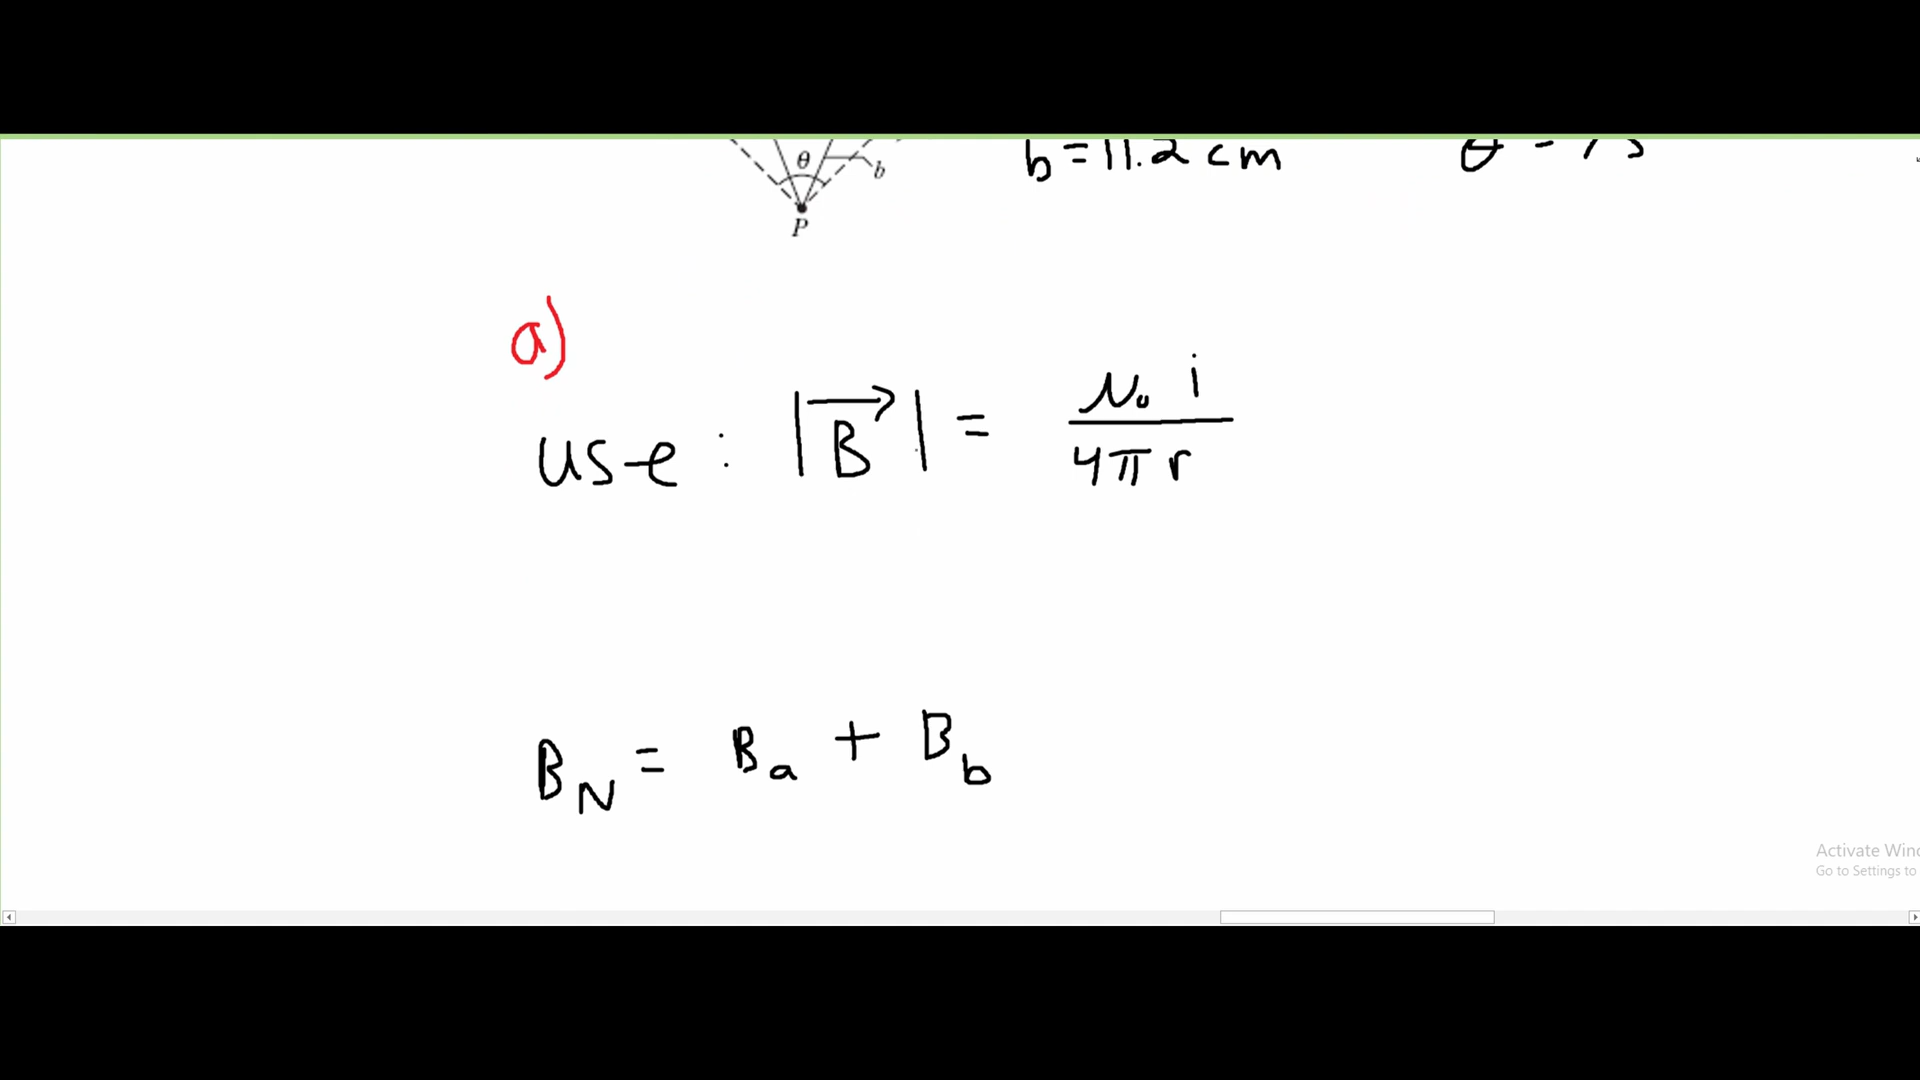 θ
b
P
b = 11.2 cm
a)
use : |B| = μ₀ i / 4π r
B_N = B_a + B_b
Activate Win
Go to Settings to